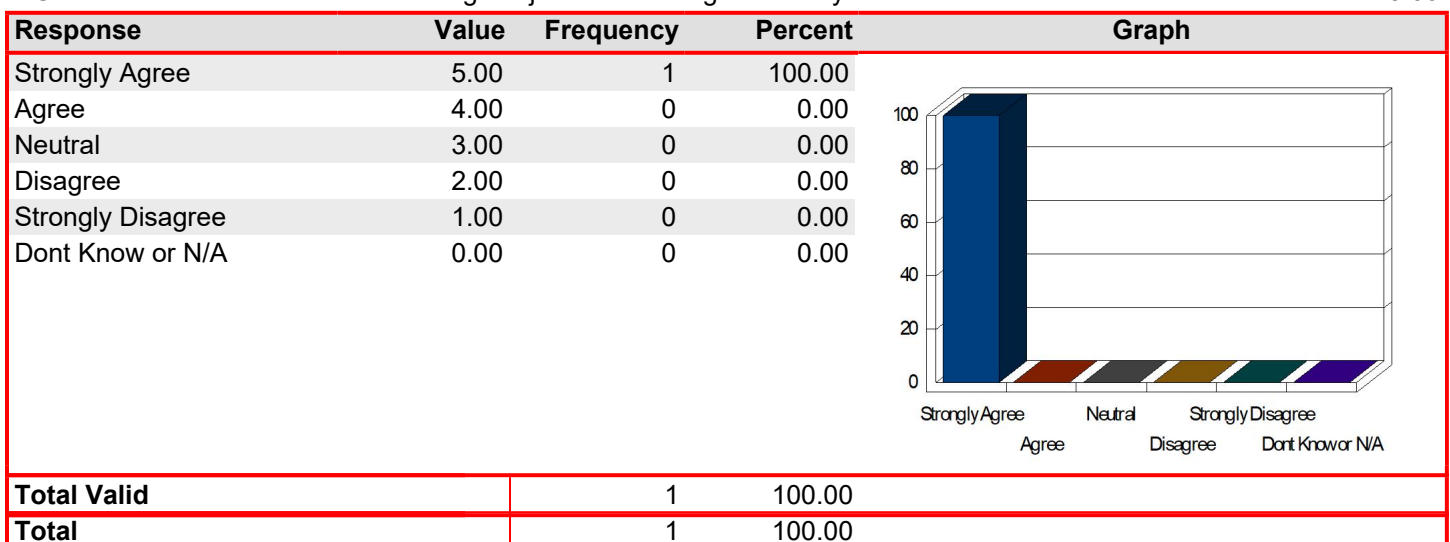 Response Value Frequency Percent Graph
Strongly Agree 5.00 1 100.00
Agree 4.00 0 0.00
Neutral 3.00 0 0.00
Disagree 2.00 0 0.00
Strongly Disagree 1.00 0 0.00
Dont Know or N/A 0.00 0 0.00
100
80
60
40
20
0
Strongly Agree Neutral Strongly Disagree
Agree Disagree Dont Know or N/A
Total Valid 1 100.00
Total 1 100.00